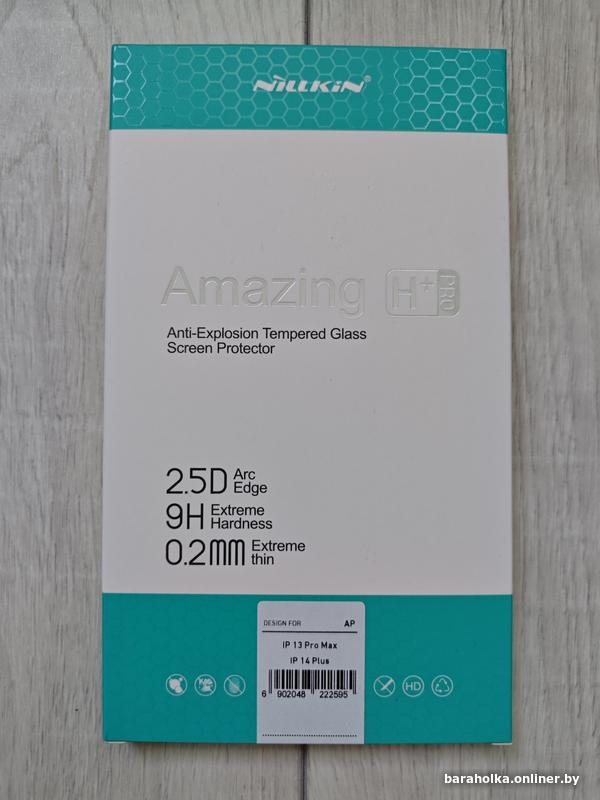 NILLKIN®
Amazing H+ PRO
Anti-Explosion Tempered Glass
Screen Protector
2.5D Arc Edge
9H Extreme Hardness
0.2MM Extreme thin
DESIGN FOR AP
IP 13 Pro Max
IP 14 Plus
HD
6 902048 222595
baraholka.onliner.by